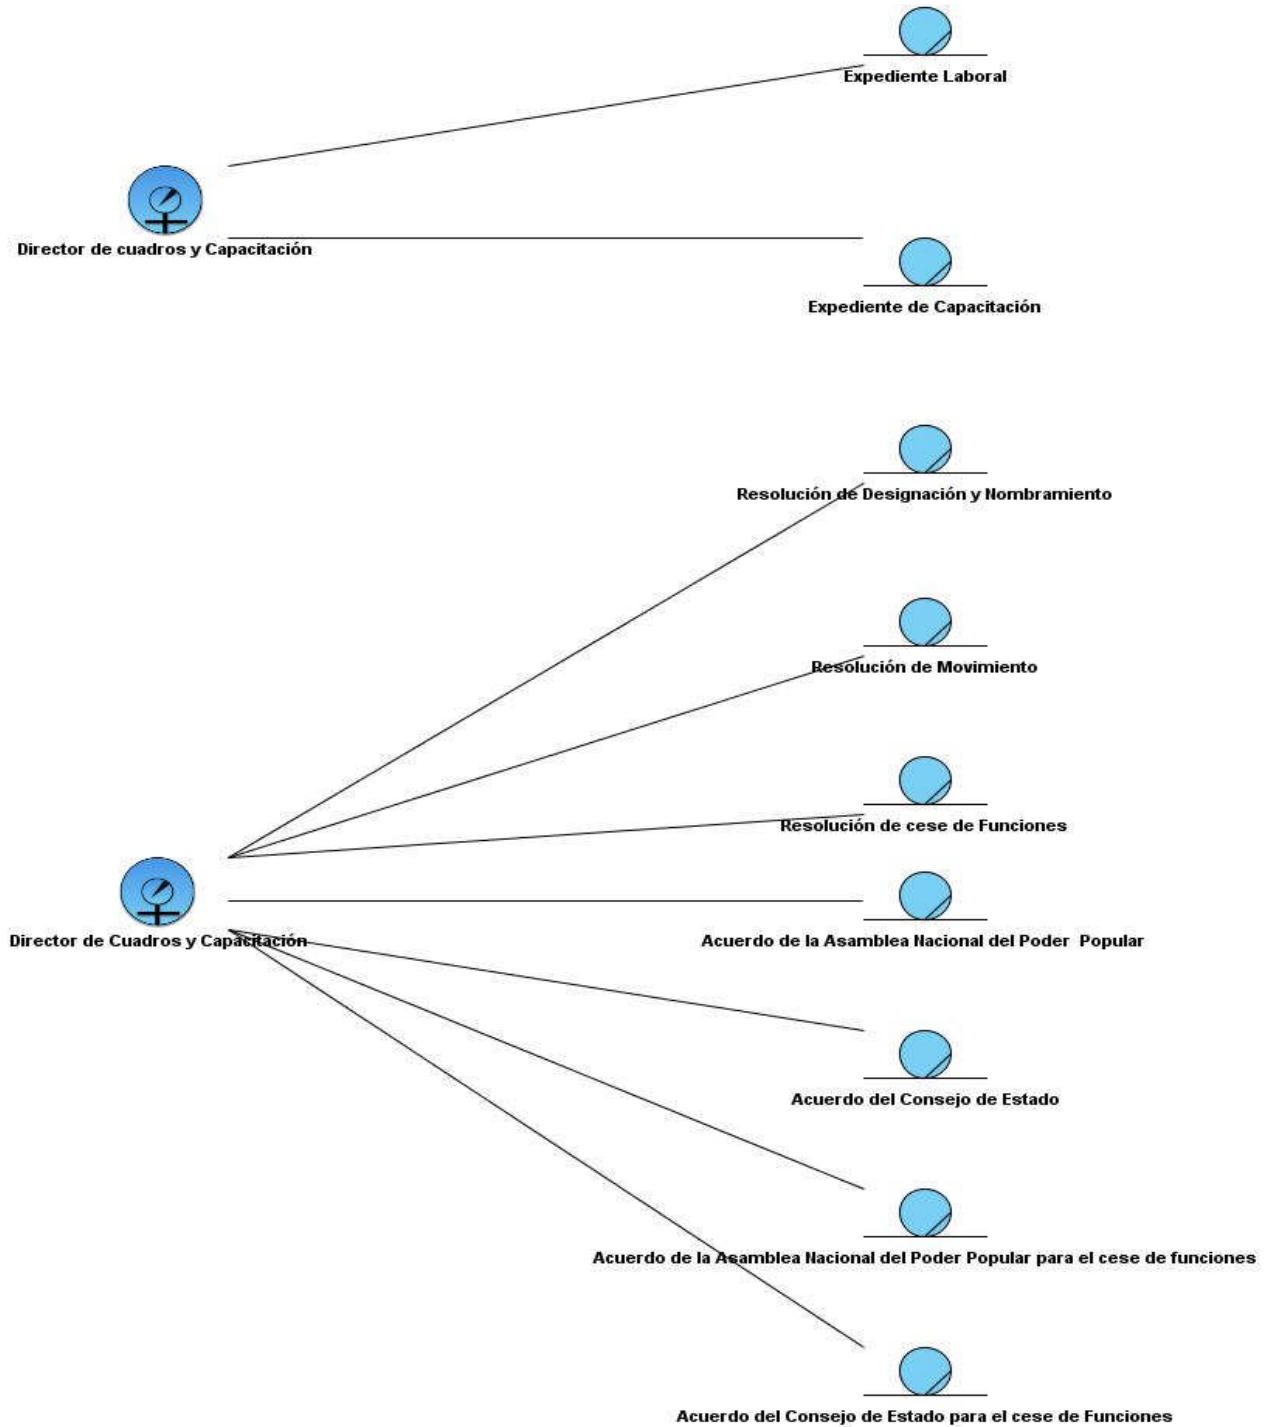 Expediente Laboral
Director de cuadros y Capacitación
Expediente de Capacitación
Resolución de Designación y Nombramiento
Resolución de Movimiento
Resolución de cese de Funciones
Director de Cuadros y Capacitación
Acuerdo de la Asamblea Nacional del Poder  Popular
Acuerdo del Consejo de Estado
Acuerdo de la Asamblea Nacional del Poder Popular para el cese de funciones
Acuerdo del Consejo de Estado para el cese de Funciones